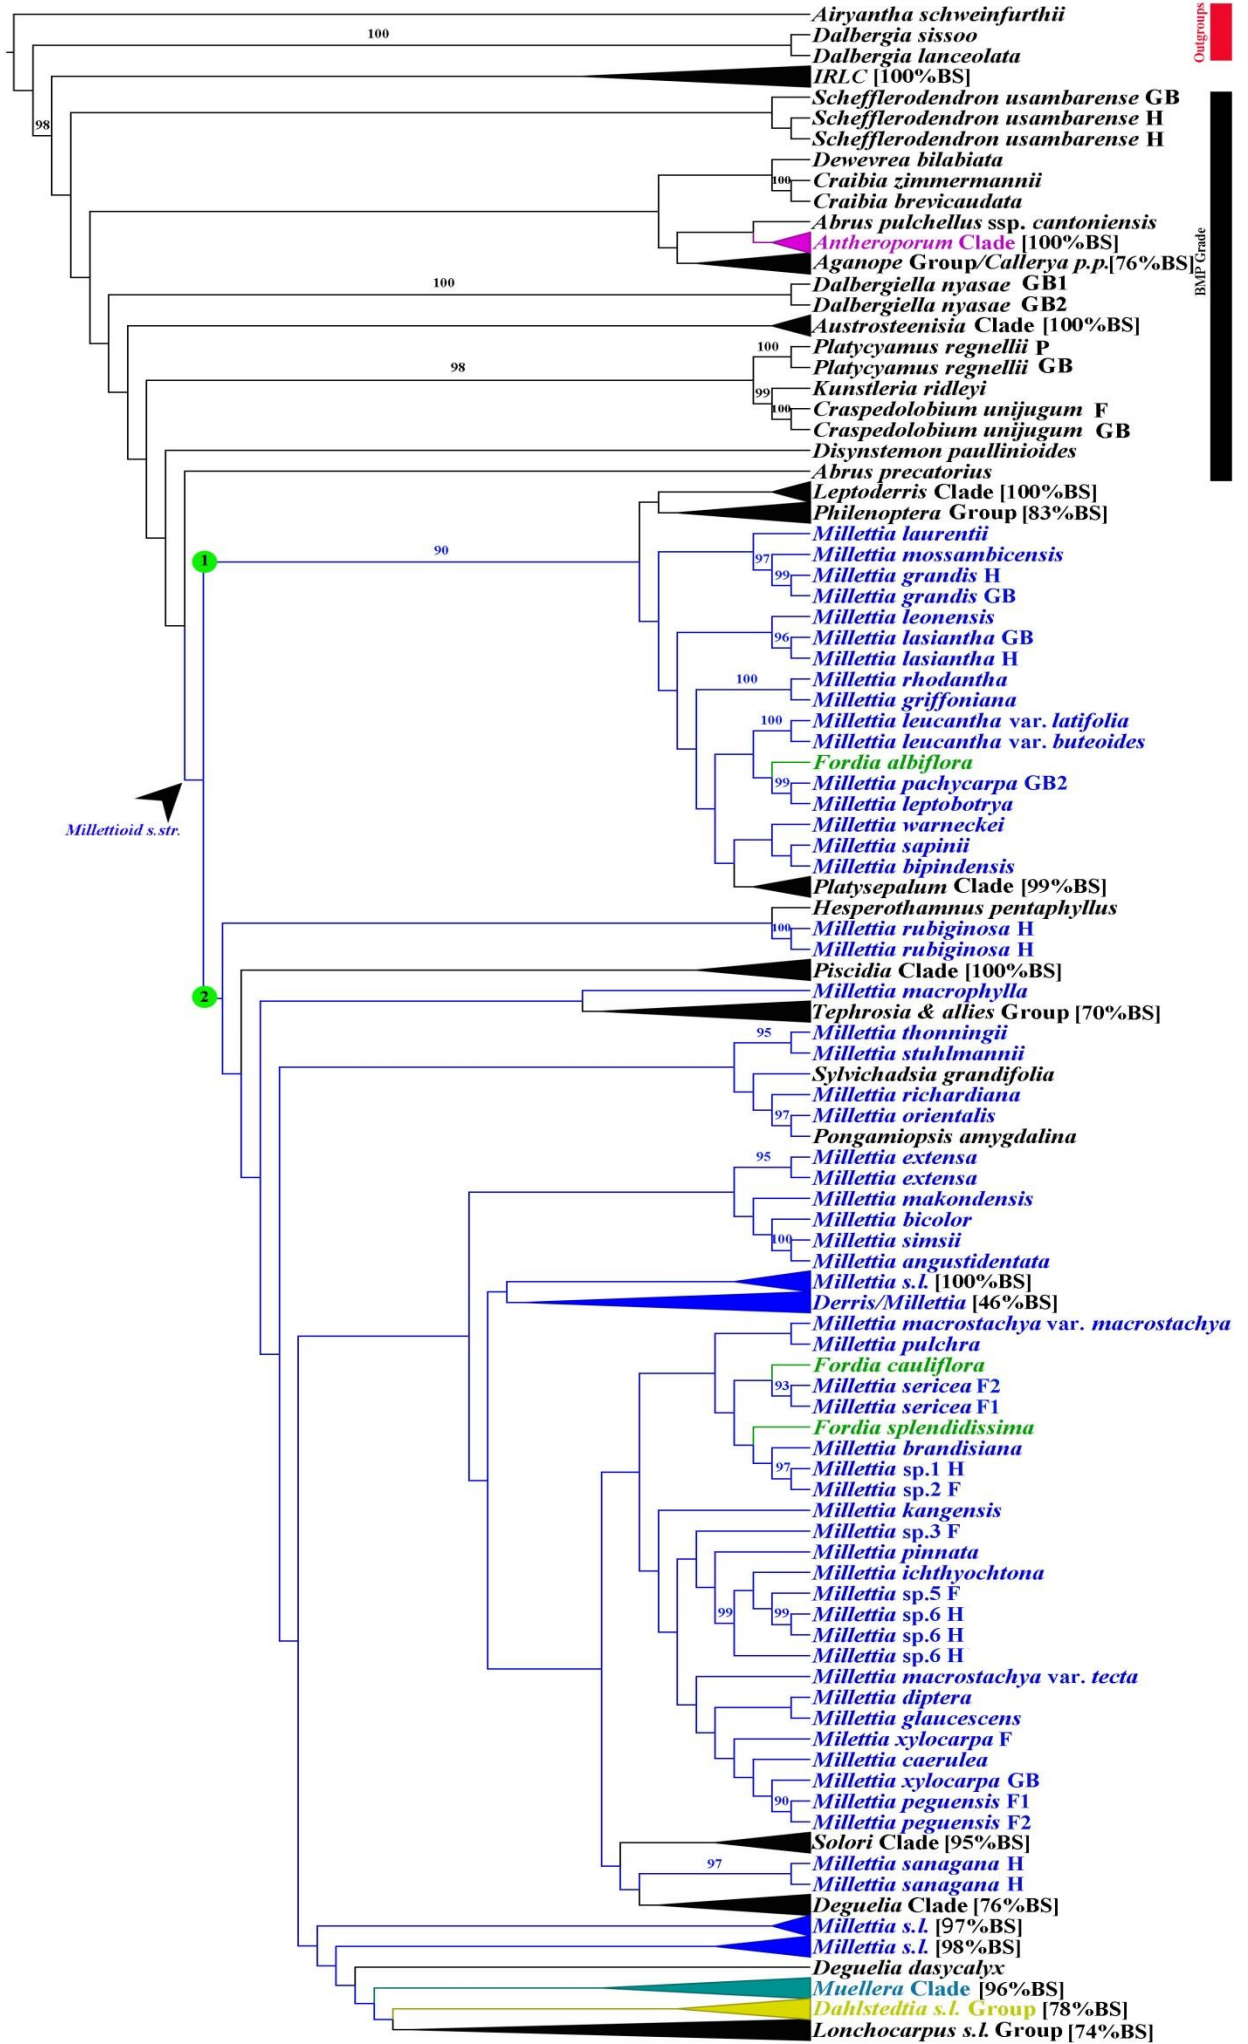 Airyantha schweinfurthii
Outgroups
100
Dalbergia sissoo
Dalbergia lanceolata
IRLC [100%BS]
Schefflerodendron usambarense GB
98
Schefflerodendron usambarense H
Schefflerodendron usambarense H
Dewevrea bilabiata
100
Craibia zimmermannii
Craibia brevicaudata
Abrus pulchellus ssp. cantoniensis
Antheroporum Clade [100%BS]
Aganope Group/Callerya p.p.[76%BS]
BMP Grade
100
Dalbergiella nyasae GB1
Dalbergiella nyasae GB2
Austrosteenisia Clade [100%BS]
100
Platycyamus regnellii P
98
Platycyamus regnellii GB
99
Kunstleria ridleyi
100
Craspedolobium unijugum F
Craspedolobium unijugum GB
Disynstemon paullinioides
Abrus precatorius
Leptoderris Clade [100%BS]
Philenoptera Group [83%BS]
Millettia laurentii
1
90
97
Millettia mossambicensis
99
Millettia grandis H
Millettia grandis GB
Millettia leonensis
96
Millettia lasiantha GB
Millettia lasiantha H
100
Millettia rhodantha
Millettia griffoniana
100
Millettia leucantha var. latifolia
Millettia leucantha var. buteoides
Fordia albiflora
99
Millettia pachycarpa GB2
Millettia leptobotrya
Millettioid s.str.
Millettia warneckei
Millettia sapinii
Millettia bipindensis
Platysepalum Clade [99%BS]
Hesperothamnus pentaphyllus
100
Millettia rubiginosa H
Millettia rubiginosa H
Piscidia Clade [100%BS]
2
Millettia macrophylla
Tephrosia & allies Group [70%BS]
95
Millettia thonningii
Millettia stuhlmannii
Sylvichadsia grandifolia
Millettia richardiana
97
Millettia orientalis
Pongamiopsis amygdalina
95
Millettia extensa
Millettia extensa
Millettia makondensis
Millettia bicolor
100
Millettia simsii
Millettia angustidentata
Millettia s.l. [100%BS]
Derris/Millettia [46%BS]
Millettia macrostachya var. macrostachya
Millettia pulchra
Fordia cauliflora
93
Millettia sericea F2
Millettia sericea F1
Fordia splendidissima
Millettia brandisiana
97
Millettia sp.1 H
Millettia sp.2 F
Millettia kangensis
Millettia sp.3 F
Millettia pinnata
Millettia ichthyochtona
Millettia sp.5 F
99
99
Millettia sp.6 H
Millettia sp.6 H
Millettia sp.6 H
Millettia macrostachya var. tecta
Millettia diptera
Millettia glaucescens
Milettia xylocarpa F
Millettia caerulea
Millettia xylocarpa GB
90
Millettia peguensis F1
Millettia peguensis F2
Solori Clade [95%BS]
97
Millettia sanagana H
Millettia sanagana H
Deguelia Clade [76%BS]
Millettia s.l. [97%BS]
Millettia s.l. [98%BS]
Deguelia dasycalyx
Muellera Clade [96%BS]
Dahlstedtia s.l. Group [78%BS]
Lonchocarpus s.l. Group [74%BS]